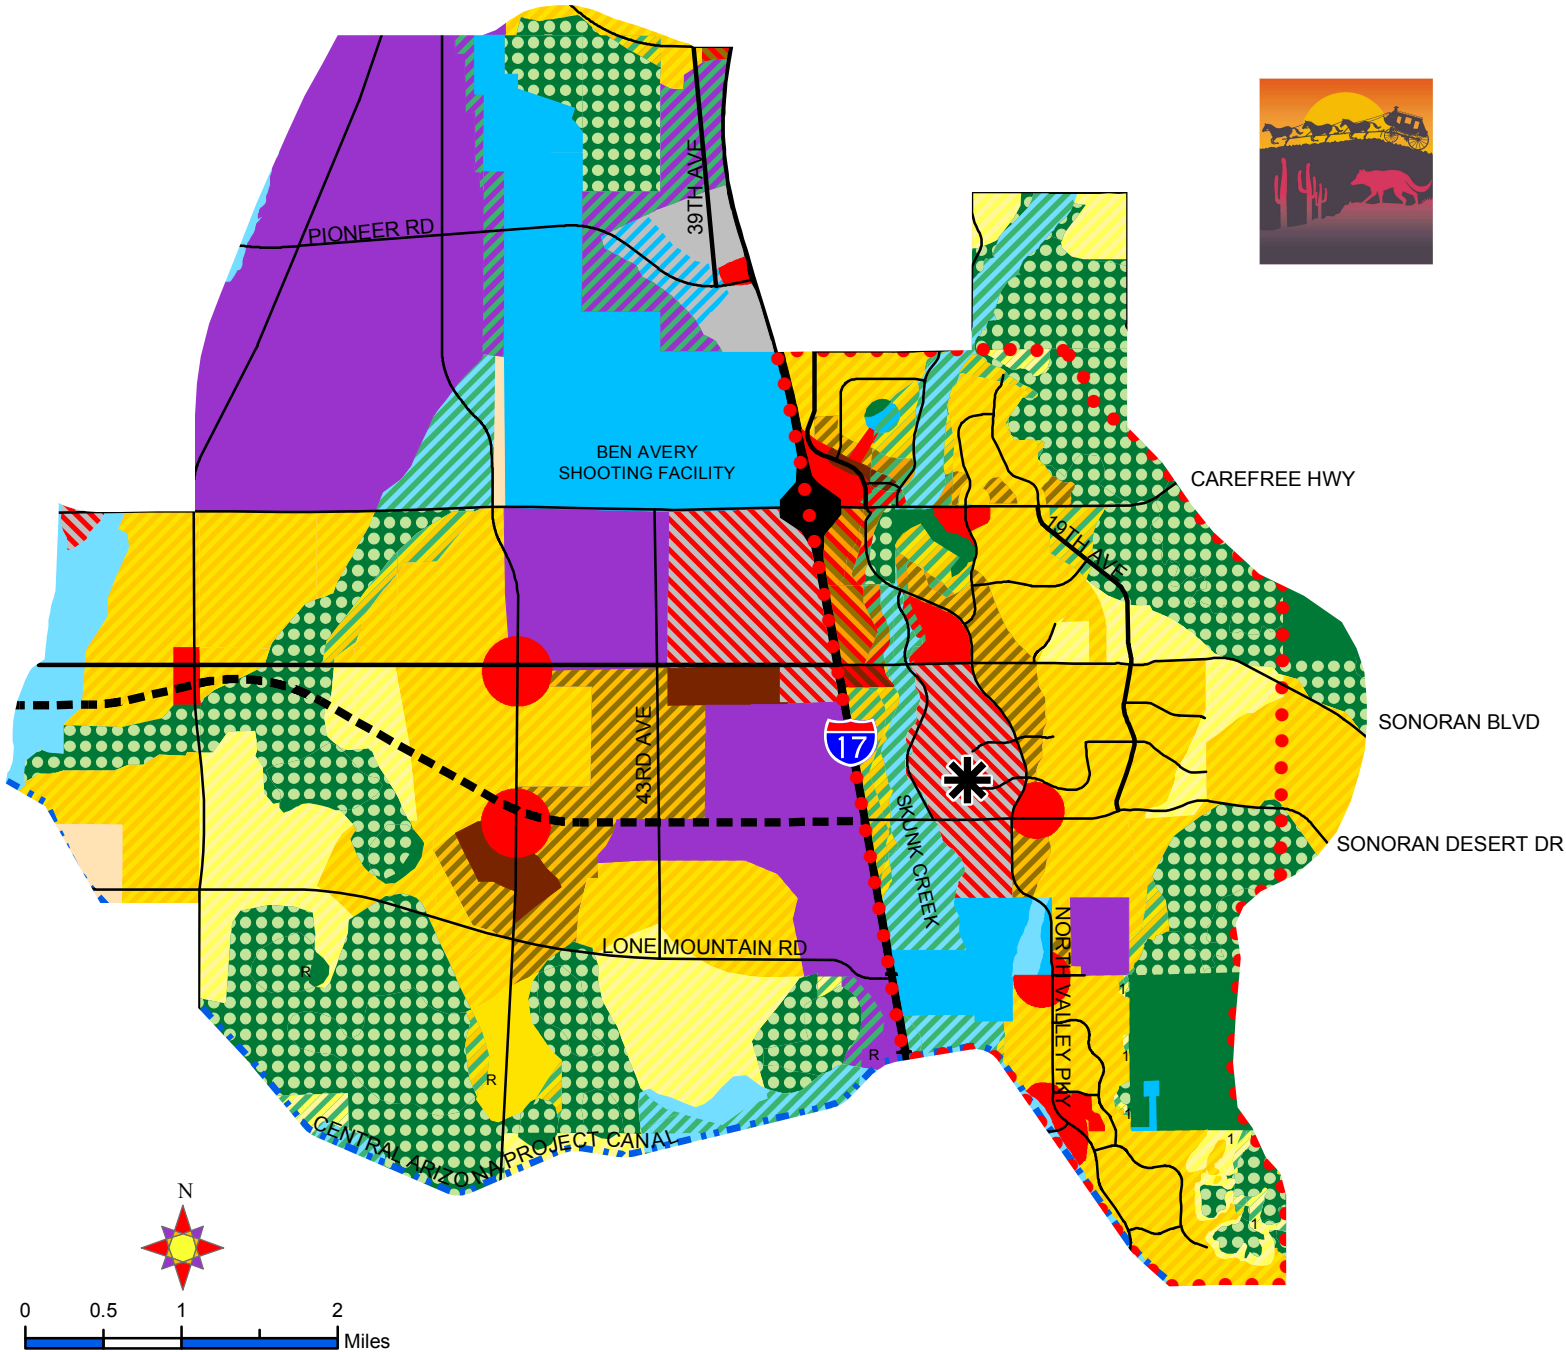 39TH AVE
PIONEER RD
BEN AVERY
SHOOTING FACILITY
CAREFREE HWY
19TH AVE
43RD AVE
17
SONORAN BLVD
SKUNK CREEK
SONORAN DESERT DR
NORTH VALLEY PKY
LONE MOUNTAIN RD
R
1
R
1
R
1
CENTRAL ARIZONA PROJECT CANAL
1
1
N
0 0.5 1 2
Miles